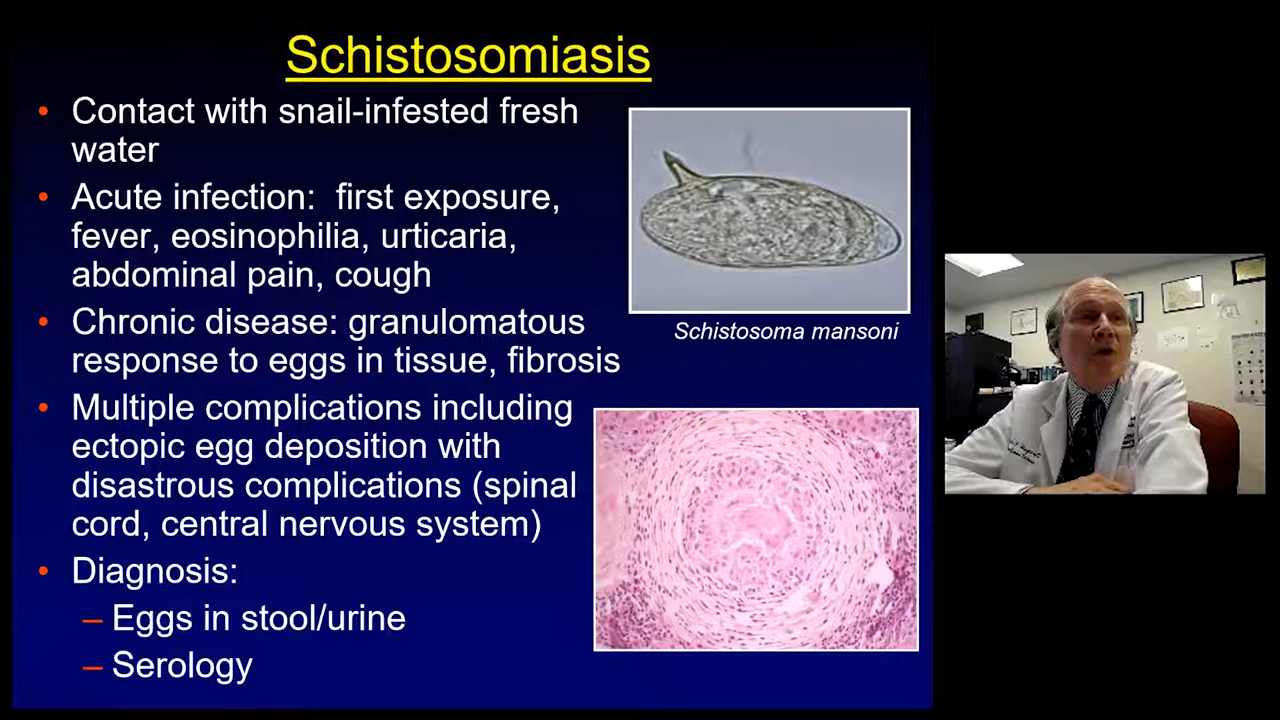 Schistosomiasis
• Contact with snail-infested fresh
water
• Acute infection: first exposure,
fever, eosinophilia, urticaria,
abdominal pain, cough
• Chronic disease: granulomatous
response to eggs in tissue, fibrosis
• Multiple complications including
ectopic egg deposition with
disastrous complications (spinal
cord, central nervous system)
• Diagnosis:
– Eggs in stool/urine
– Serology
Schistosoma mansoni